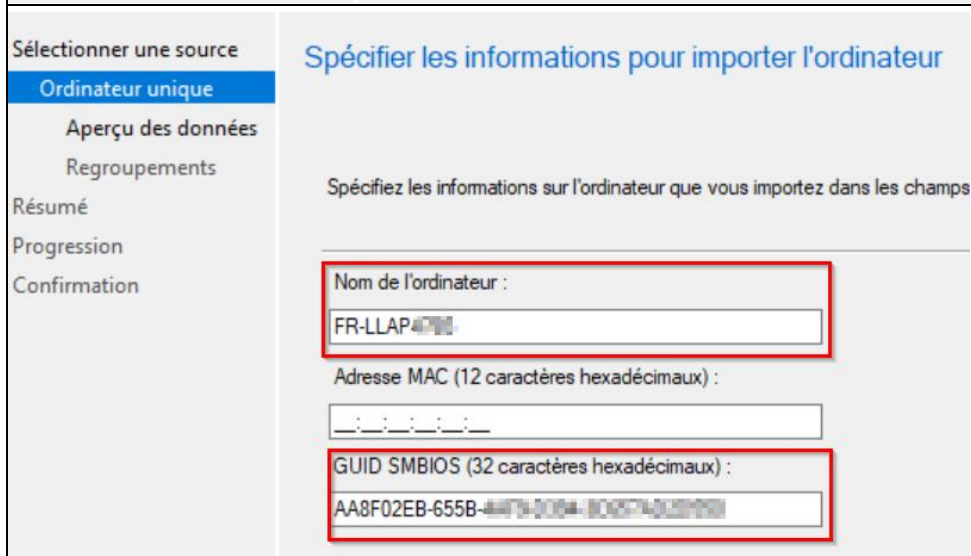 Sélectionner une source
Ordinateur unique
Aperçu des données
Regroupements
Résumé
Progression
Confirmation
Spécifier les informations pour importer l'ordinateur
Spécifiez les informations sur l'ordinateur que vous importez dans les champs
Nom de l'ordinateur :
FR-LLAP
Adresse MAC (12 caractères hexadécimaux) :
__:__:__:__:__:__
GUID SMBIOS (32 caractères hexadécimaux) :
AA8F02EB-655B-